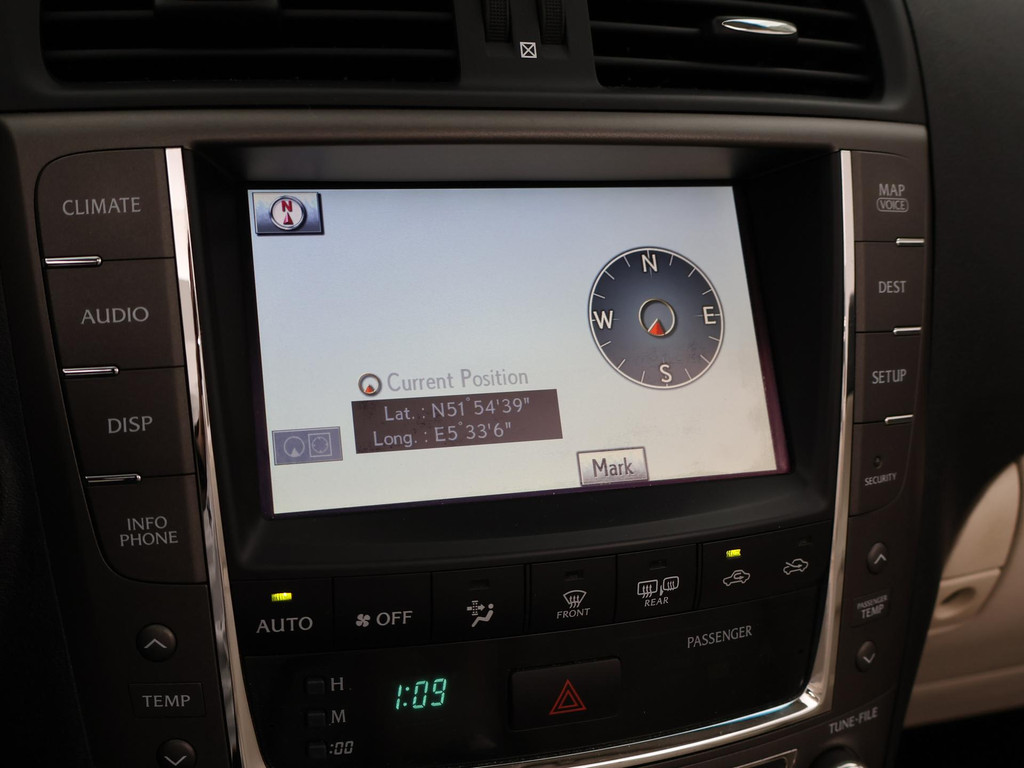 CLIMATE
AUDIO
DISP
INFO
PHONE
TEMP
N
N
W
E
S
Current Position
Lat. : N51°54'39"
Long. : E5°33'6"
Mark
MAP
VOICE
DEST
SETUP
SECURITY
PASSENGER
TEMP
TUNE·FILE
AUTO
OFF
FRONT
REAR
PASSENGER
H
M
:00
1:09